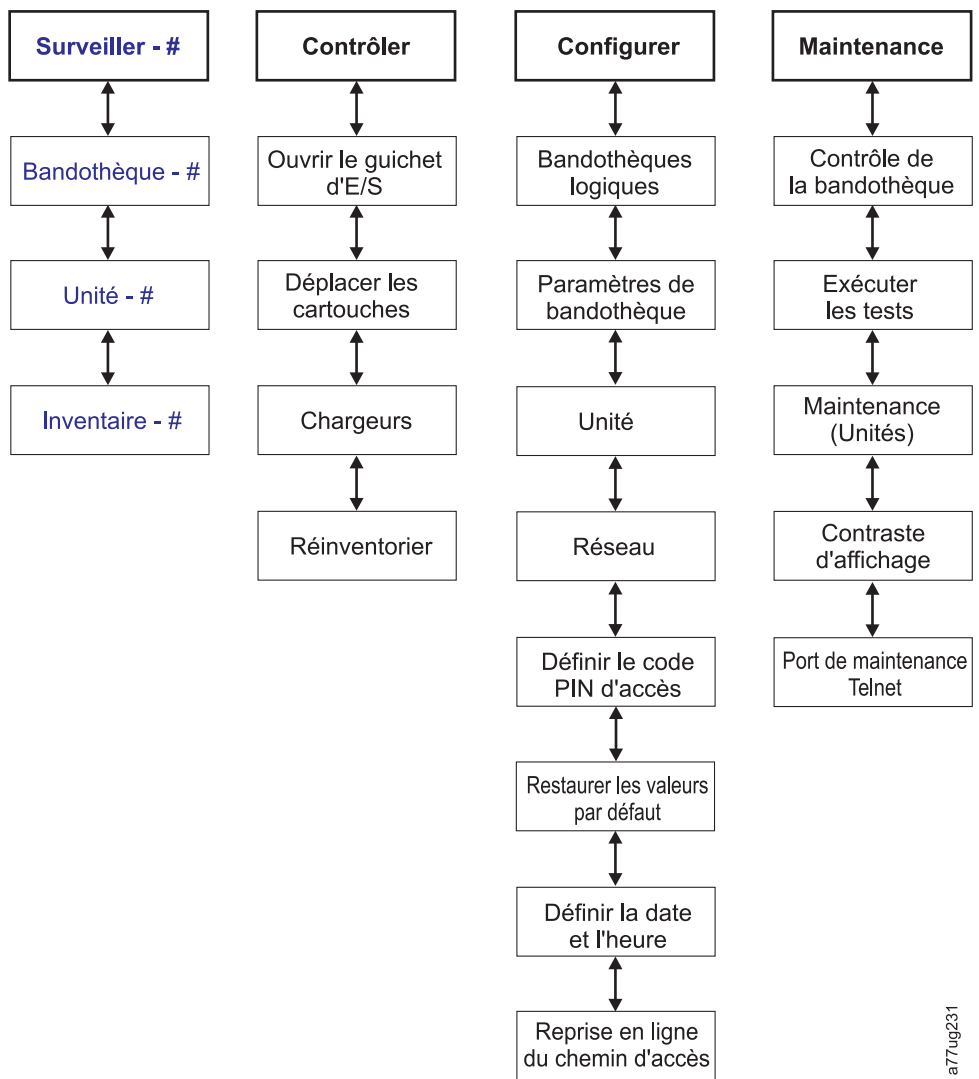 Surveiller - #
Bandothèque - #
Unité - #
Inventaire - #
Contrôler
Ouvrir le guichet
d'E/S
Déplacer les
cartouches
Chargeurs
Réinventorier
Configurer
Bandothèques
logiques
Paramètres de
bandothèque
Unité
Réseau
Définir le code
PIN d'accès
Restaurer les valeurs
par défaut
Définir la date
et l'heure
Reprise en ligne
du chemin d'accès
Maintenance
Contrôle de
la bandothèque
Exécuter
les tests
Maintenance
(Unités)
Contraste
d'affichage
Port de maintenance
Telnet
a77ug231